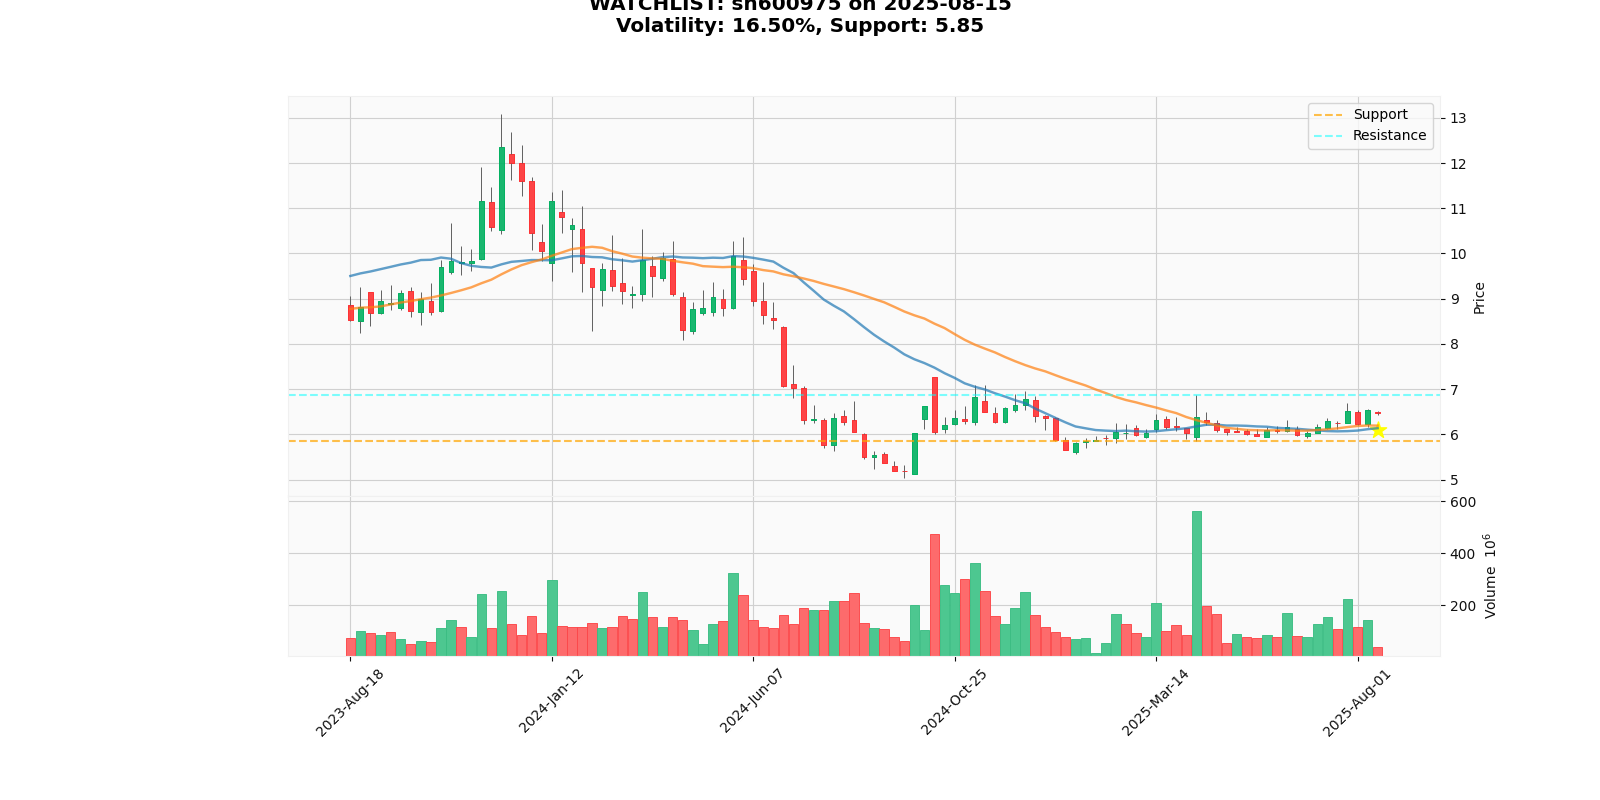 WATCHLIST: sh600975 on 2025-08-15
Volatility: 16.50%, Support: 5.85
Support
Resistance
13
12
11
10
9
8
7
6
5
Price
600
400
200
Volume 10⁶
2023-Aug-18
2024-Jan-12
2024-Jun-07
2024-Oct-25
2025-Mar-14
2025-Aug-01